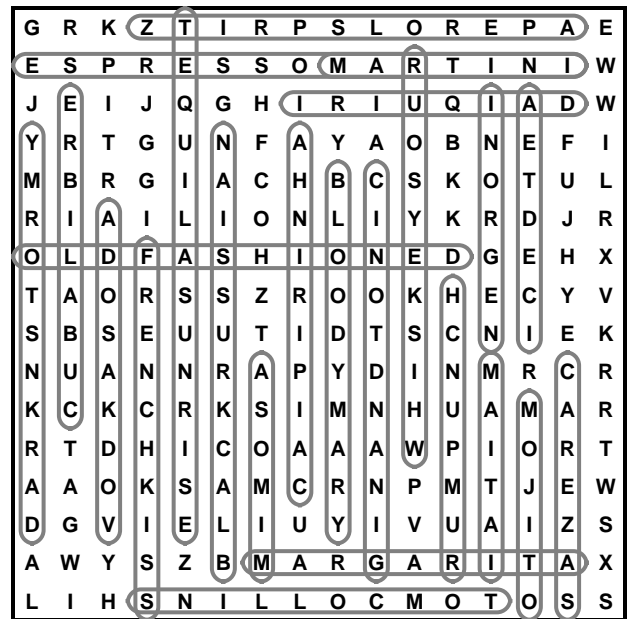 G R K Z T I R P S L O R E P A E
E S P R E S S O M A R T I N I W
J E I J Q G H I R I U Q I A D W
Y R T G U N F A Y A O B N E F I
M B R G I A C H B C S K O T U L
R I A I L I O N L I Y K R D J R
O L D F A S H I O N E D G E H X
T A O R S S Z R O O K H E C Y V
S B S E U U T I D T S C N I E K
N U A N N R A P Y D I N M R C R
K C K C R K S I M N H U A M A R
R T D H I C O A A A W P I O R T
A A O K S A M C R N P M T J E W
D G V I E L I U Y I V U A I Z S
A W Y S Z B M A R G A R I T A X
L I H S N I L L O C M O T O S S